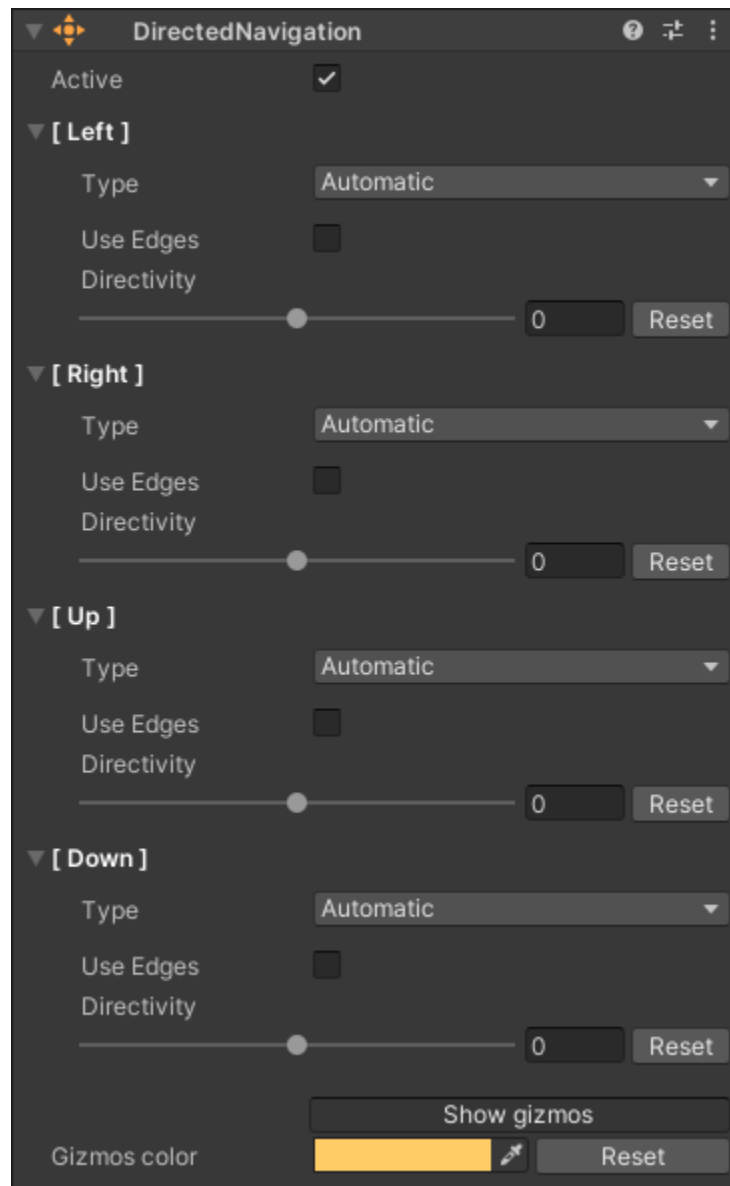 DirectedNavigation
Active
[ Left ]
Type Automatic
Use Edges
Directivity
0 Reset
[ Right ]
Type Automatic
Use Edges
Directivity
0 Reset
[ Up ]
Type Automatic
Use Edges
Directivity
0 Reset
[ Down ]
Type Automatic
Use Edges
Directivity
0 Reset
Show gizmos
Gizmos color Reset